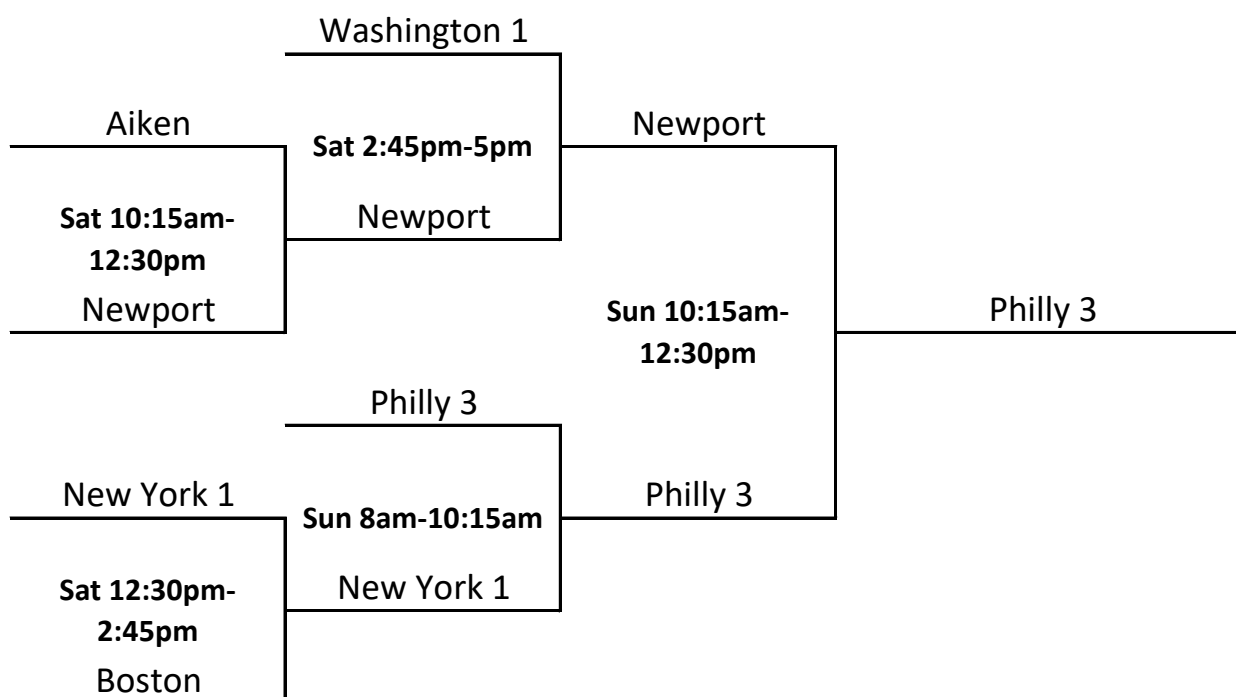 Washington 1
Aiken
Sat 2:45pm-5pm
Newport
Sat 10:15am-
12:30pm
Newport
Newport
Sun 10:15am-
12:30pm
Philly 3
Philly 3
New York 1
Sun 8am-10:15am
Philly 3
Sat 12:30pm-
2:45pm
New York 1
Boston